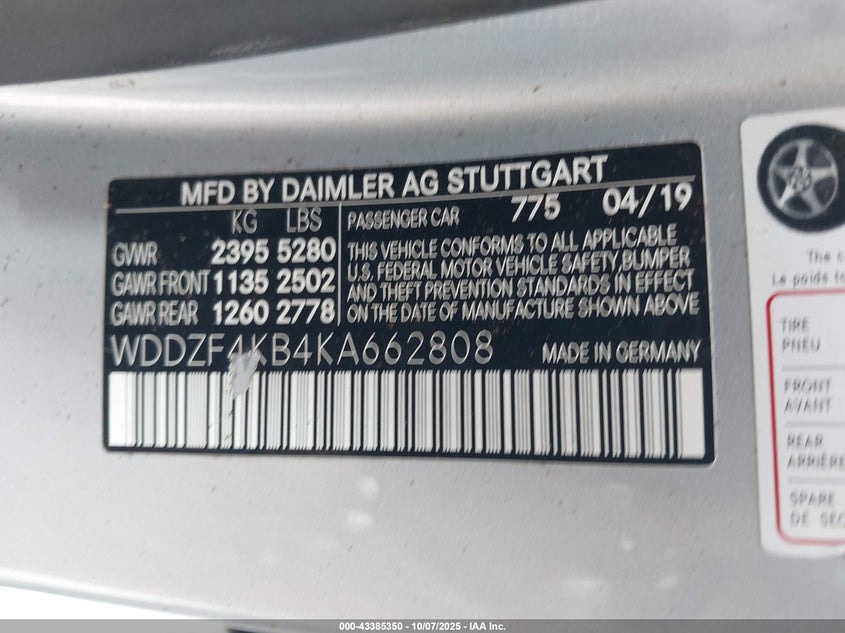 MFD BY DAIMLER AG STUTTGART
KG LBS
GVWR 2395 5280
GAWR FRONT 1135 2502
GAWR REAR 1260 2778
PASSENGER CAR 775 04/19
THIS VEHICLE CONFORMS TO ALL APPLICABLE
U.S. FEDERAL MOTOR VEHICLE SAFETY, BUMPER
AND THEFT PREVENTION STANDARDS IN EFFECT
ON THE DATE OF MANUFACTURE SHOWN ABOVE
WDDZF4KB4KA662808 MADE IN GERMANY
The
Le poids
TIRE
PNEU
FRONT
AVANT
REAR
ARRIÈRE
SPARE
DE
000-43385350 | 10/07/2025 - IAA Inc.